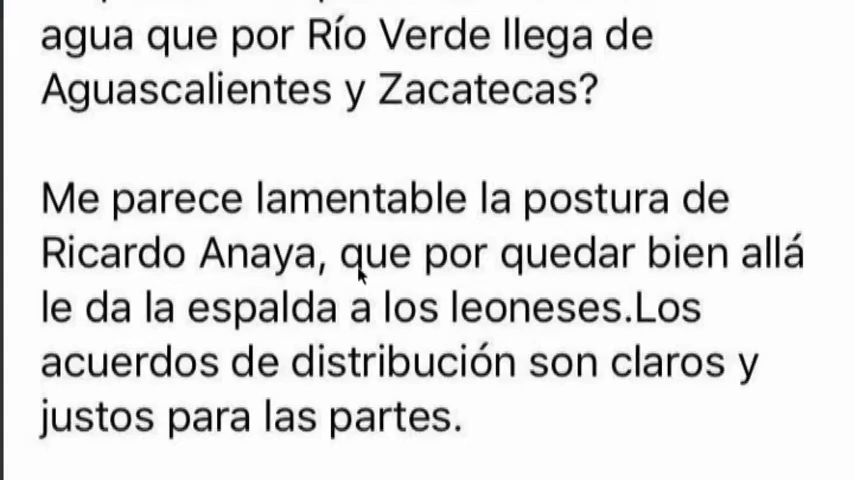 agua que por Río Verde llega de
Aguascalientes y Zacatecas?
Me parece lamentable la postura de
Ricardo Anaya, que por quedar bien allá
le da la espalda a los leoneses.Los
acuerdos de distribución son claros y
justos para las partes.